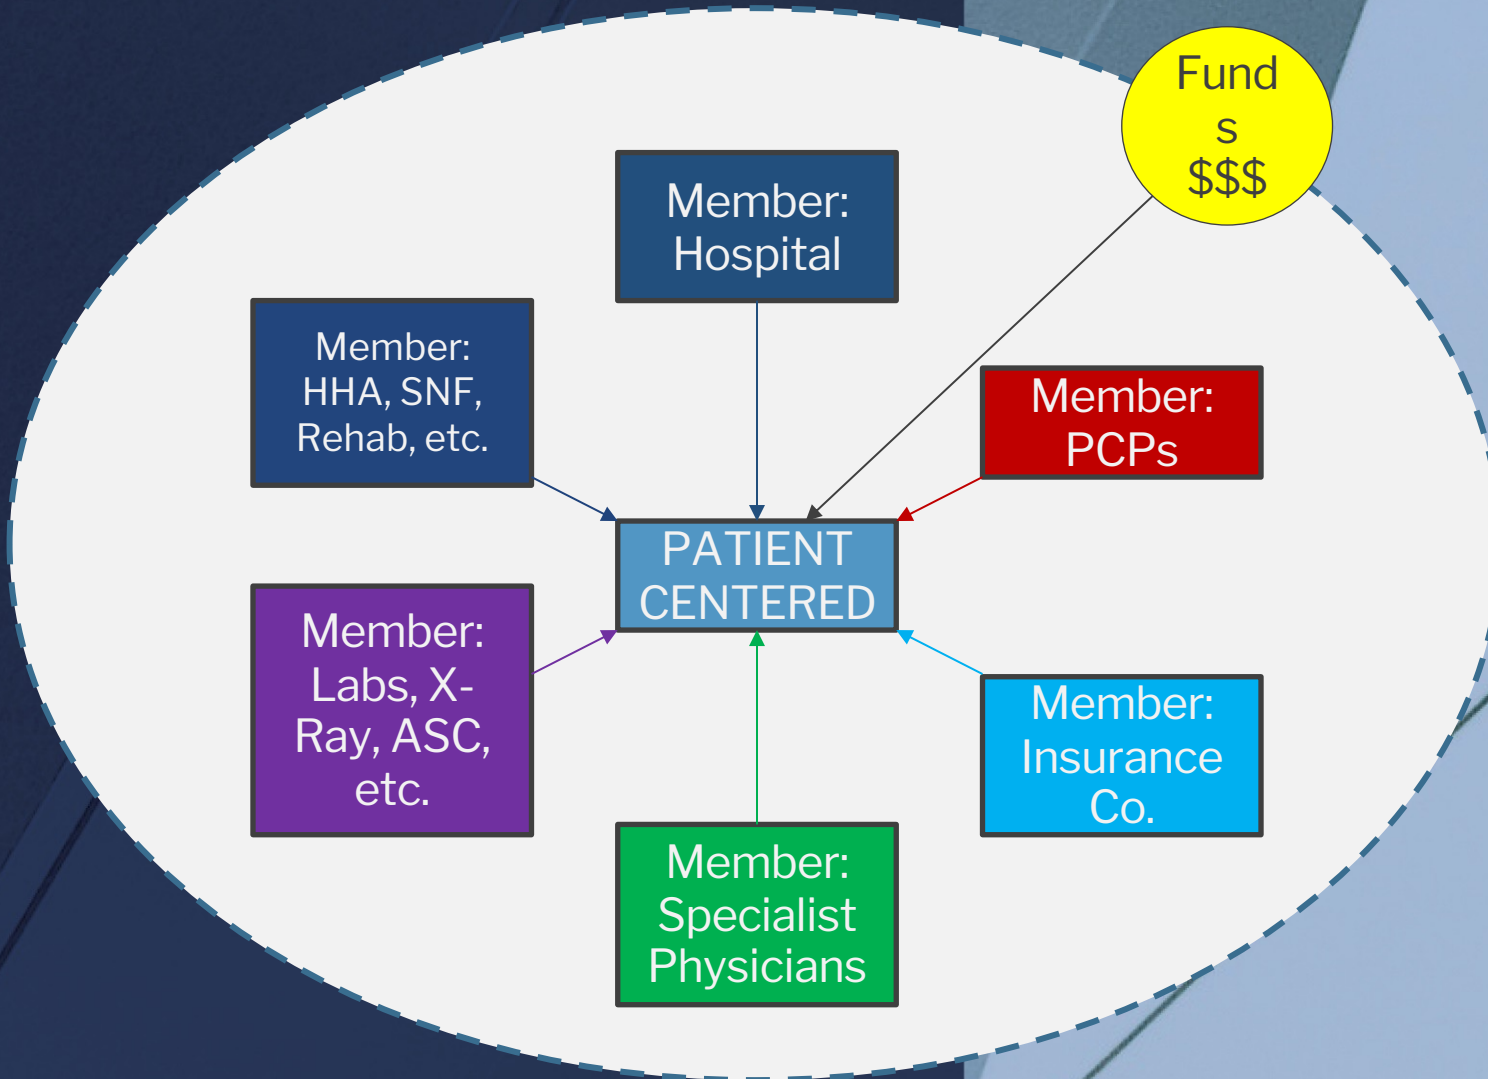 Fund
s
$$$
Member:
Hospital
Member:
HHA, SNF,
Rehab, etc.
Member:
PCPs
PATIENT
CENTERED
Member:
Labs, X-
Ray, ASC,
etc.
Member:
Insurance
Co.
Member:
Specialist
Physicians